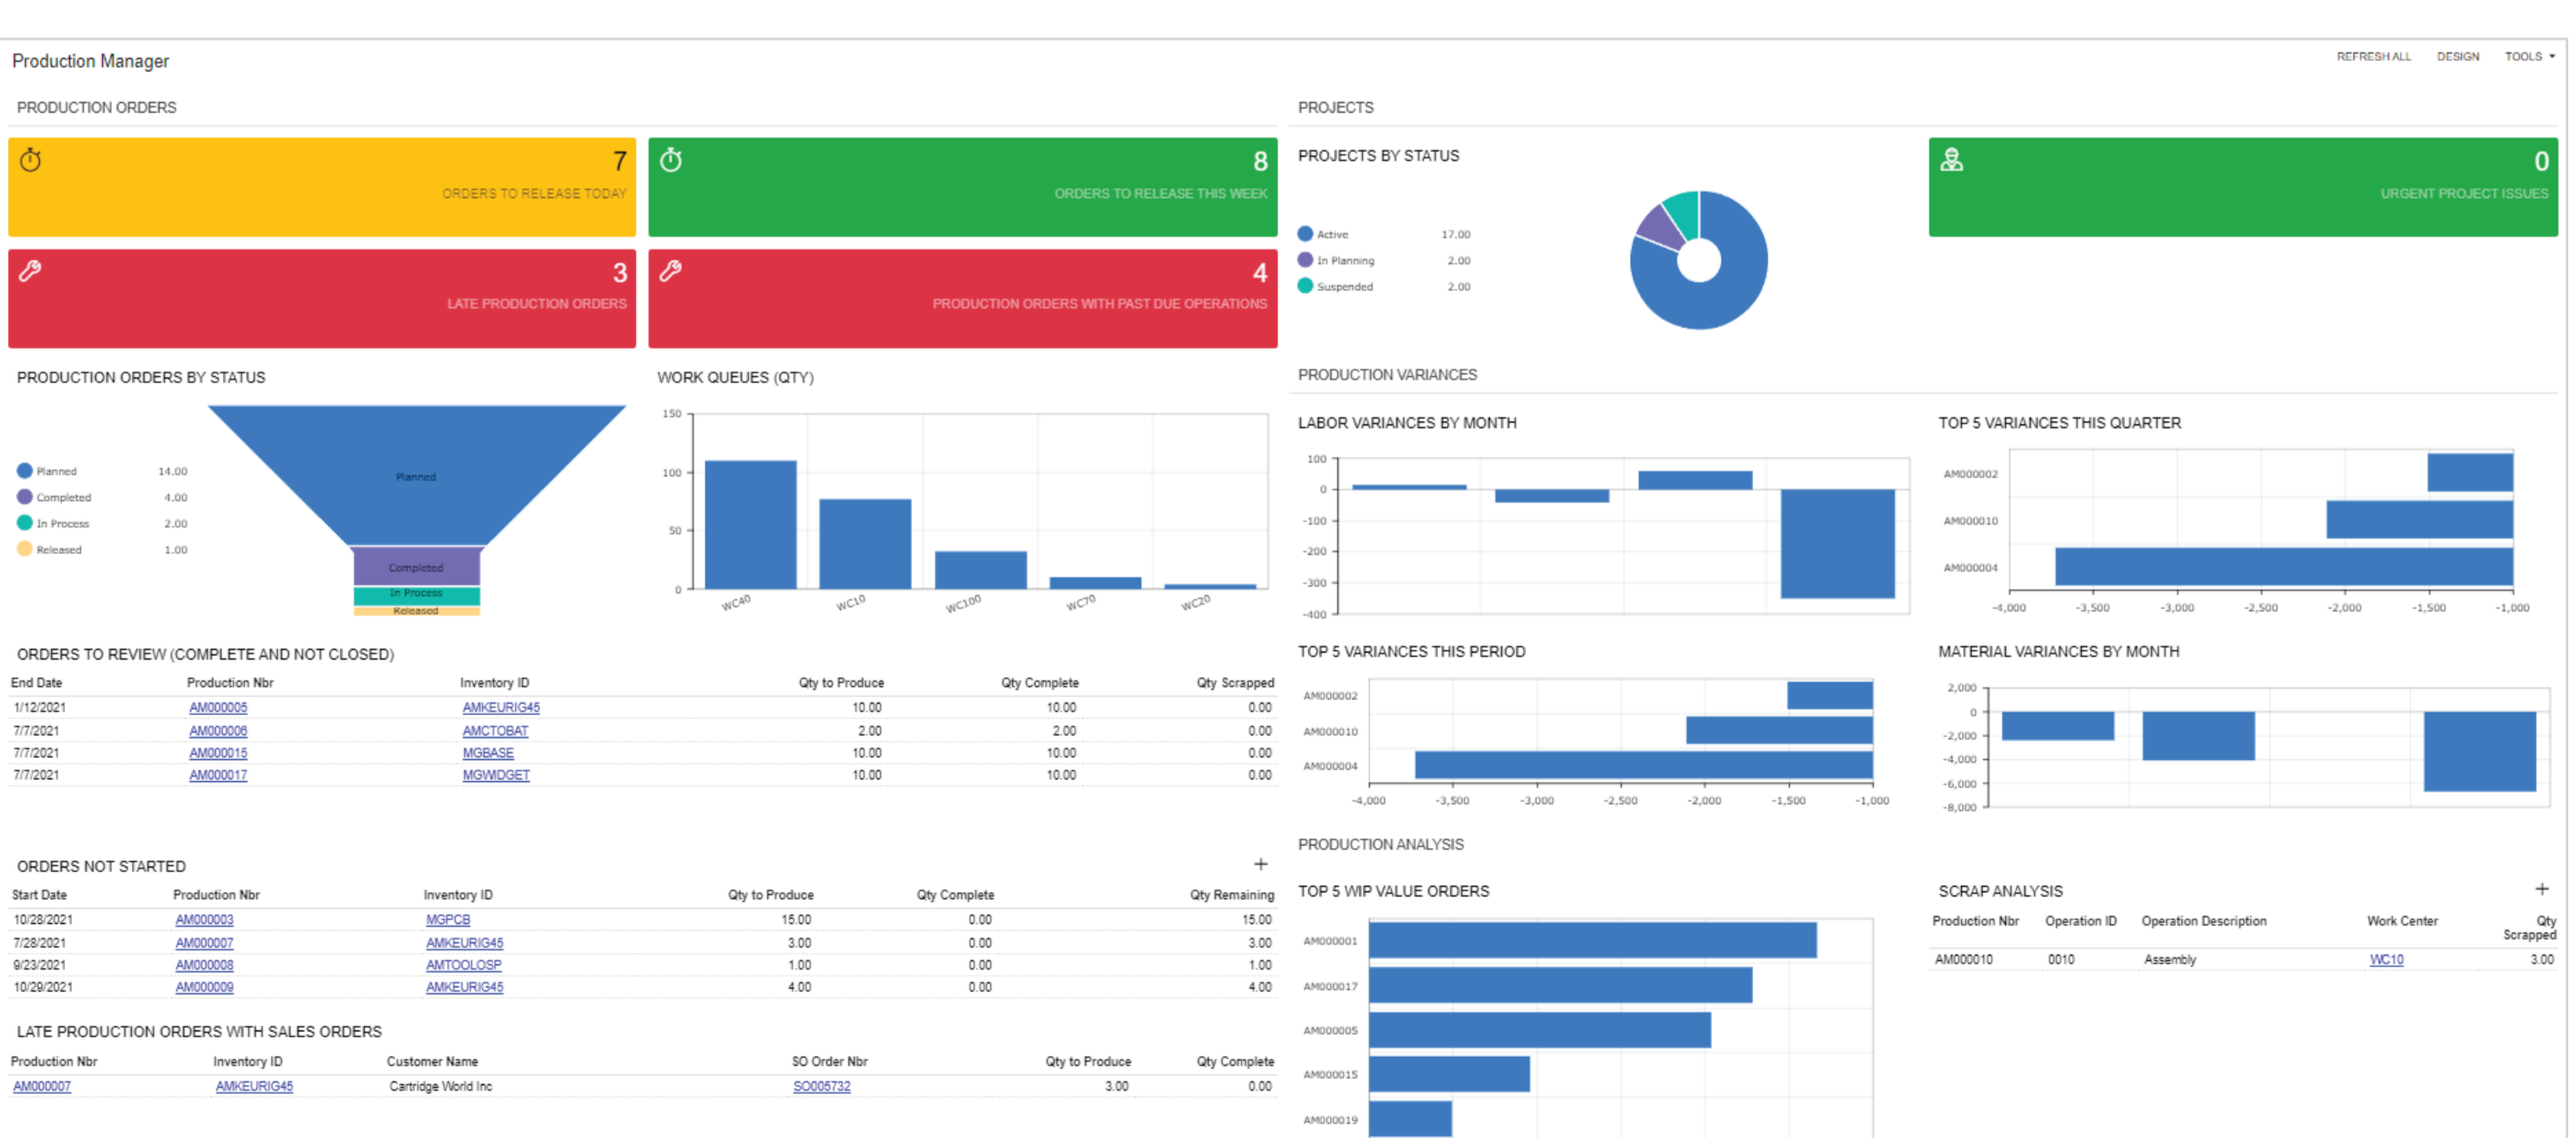 Production Manager
REFRESH ALL DESIGN TOOLS
PRODUCTION ORDERS
7
ORDERS TO RELEASE TODAY
8
ORDERS TO RELEASE THIS WEEK
3
LATE PRODUCTION ORDERS
4
PRODUCTION ORDERS WITH PAST DUE OPERATIONS
PRODUCTION ORDERS BY STATUS
Planned 14.00
Completed 4.00
In Process 2.00
Released 1.00
Planned
Completed
In Process
Released
WORK QUEUES (QTY)
150
100
50
0
WC40 WC10 WC100 WC70 WC20
ORDERS TO REVIEW (COMPLETE AND NOT CLOSED)
End Date Production Nbr Inventory ID Qty to Produce Qty Complete Qty Scrapped
1/12/2021 AM000005 AMKEURIG45 10.00 10.00 0.00
7/7/2021 AM000006 AMCTOBAT 2.00 2.00 0.00
7/7/2021 AM000015 MGBASE 10.00 10.00 0.00
7/7/2021 AM000017 MGWIDGET 10.00 10.00 0.00
ORDERS NOT STARTED
Start Date Production Nbr Inventory ID Qty to Produce Qty Complete Qty Remaining
10/28/2021 AM000003 MGPCB 15.00 0.00 15.00
7/28/2021 AM000007 AMKEURIG45 3.00 0.00 3.00
9/23/2021 AM000008 AMTOOLOSP 1.00 0.00 1.00
10/29/2021 AM000009 AMKEURIG45 4.00 0.00 4.00
LATE PRODUCTION ORDERS WITH SALES ORDERS
Production Nbr Inventory ID Customer Name SO Order Nbr Qty to Produce Qty Complete
AM000007 AMKEURIG45 Cartridge World Inc SO005732 3.00 0.00
PROJECTS
PROJECTS BY STATUS
Active 17.00
In Planning 2.00
Suspended 2.00
0
URGENT PROJECT ISSUES
PRODUCTION VARIANCES
LABOR VARIANCES BY MONTH
100
0
-100
-200
-300
-400
TOP 5 VARIANCES THIS QUARTER
AM000002
AM000010
AM000004
-4,000 -3,500 -3,000 -2,500 -2,000 -1,500 -1,000
TOP 5 VARIANCES THIS PERIOD
AM000002
AM000010
AM000004
-4,000 -3,500 -3,000 -2,500 -2,000 -1,500 -1,000
MATERIAL VARIANCES BY MONTH
2,000
0
-2,000
-4,000
-6,000
-8,000
PRODUCTION ANALYSIS
TOP 5 WIP VALUE ORDERS
AM000001
AM000017
AM000005
AM000015
AM000019
SCRAP ANALYSIS
Production Nbr Operation ID Operation Description Work Center Qty
Scrapped
AM000010 0010 Assembly WC10 3.00